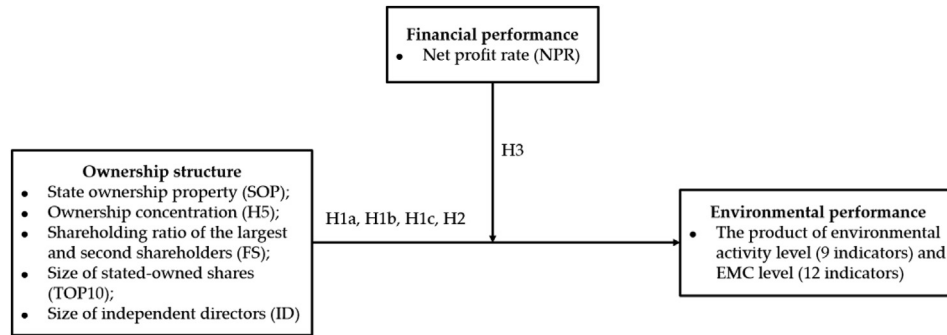 Financial performance
• Net profit rate (NPR)
H3
Ownership structure
• State ownership property (SOP);
• Ownership concentration (H5);
• Shareholding ratio of the largest
and second shareholders (FS);
• Size of stated-owned shares
(TOP10);
• Size of independent directors (ID)
H1a, H1b, H1c, H2
Environmental performance
• The product of environmental
activity level (9 indicators) and
EMC level (12 indicators)